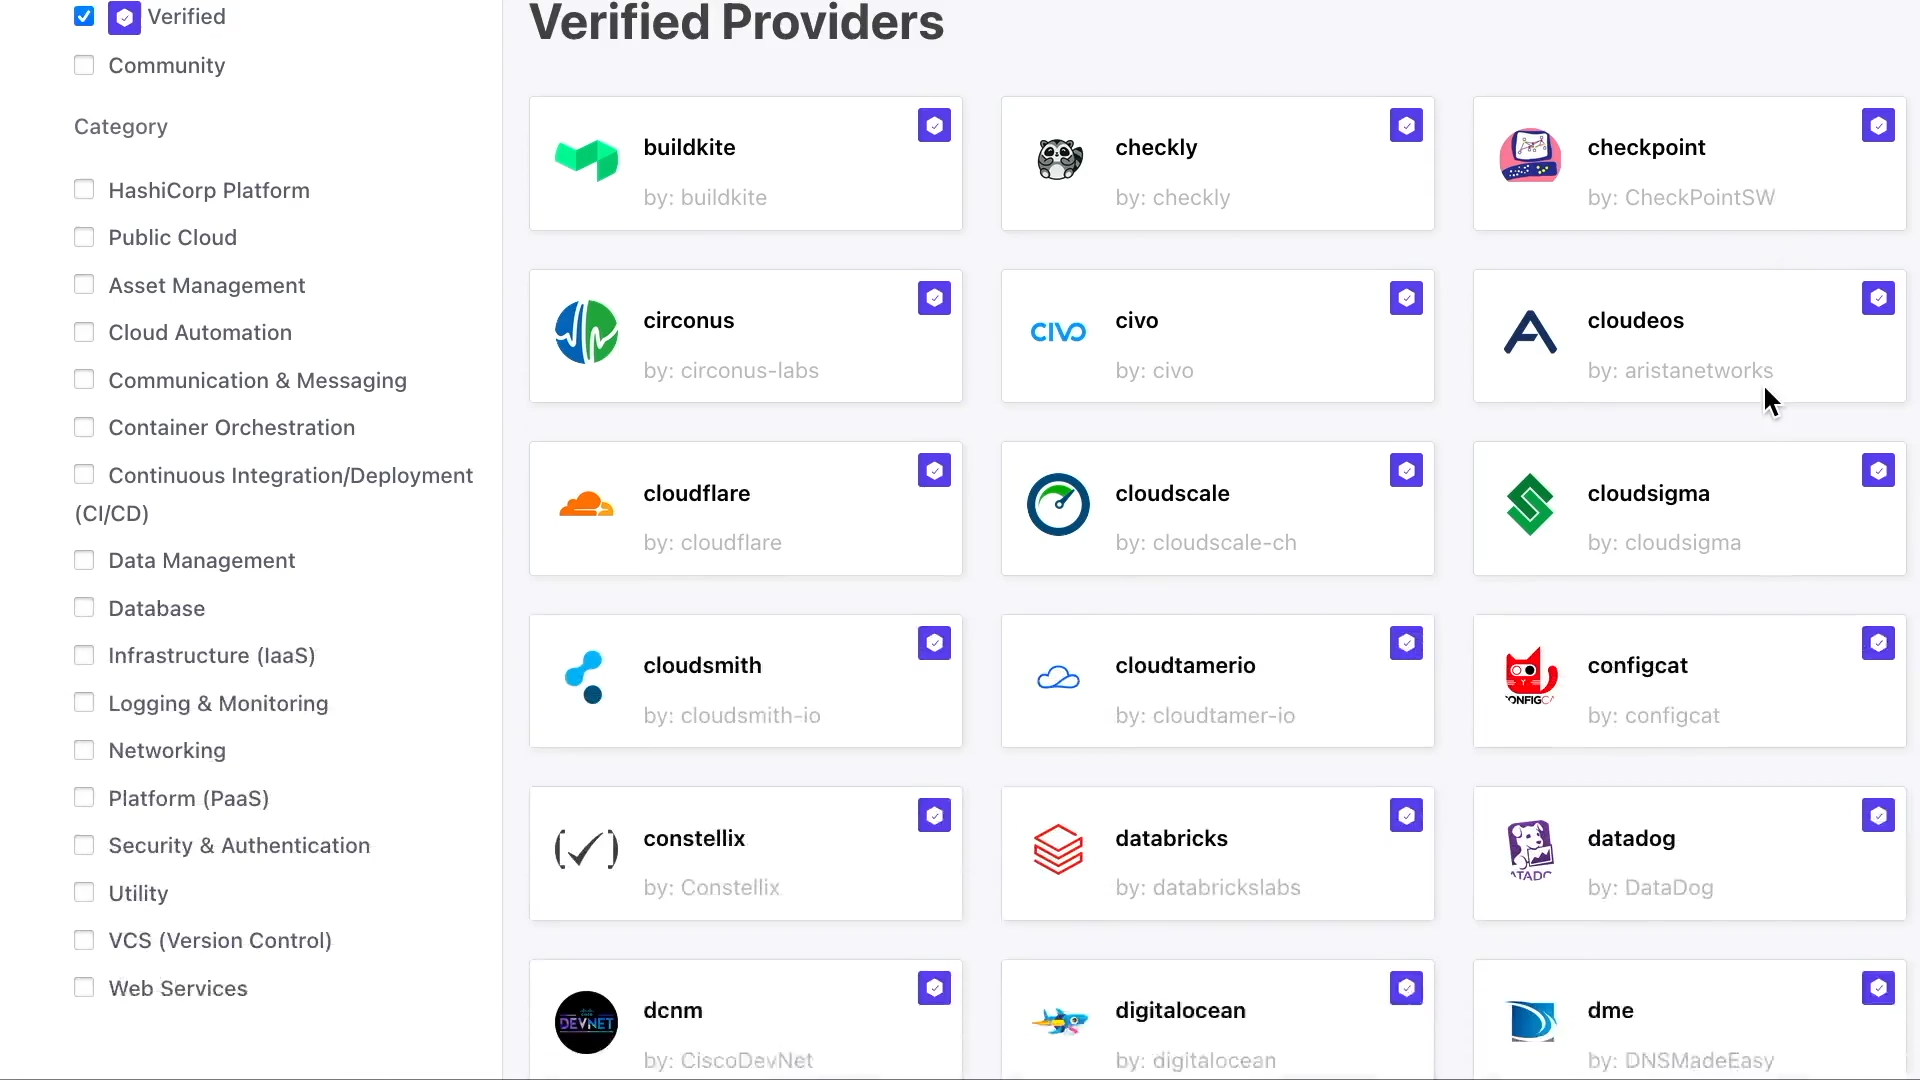 Verified
Community
Category
HashiCorp Platform
Public Cloud
Asset Management
Cloud Automation
Communication & Messaging
Container Orchestration
Continuous Integration/Deployment
(CI/CD)
Data Management
Database
Infrastructure (IaaS)
Logging & Monitoring
Networking
Platform (PaaS)
Security & Authentication
Utility
VCS (Version Control)
Web Services
Verified Providers
buildkite
by: buildkite
checkly
by: checkly
checkpoint
by: CheckPointSW
circonus
by: circonus-labs
CIVO
civo
by: civo
cloudeos
by: aristanetworks
cloudflare
by: cloudflare
cloudscale
by: cloudscale-ch
cloudsigma
by: cloudsigma
cloudsmith
by: cloudsmith-io
cloudtamerio
by: cloudtamer-io
configcat
by: configcat
constellix
by: Constellix
databricks
by: databrickslabs
datadog
by: DataDog
DEVNET
dcnm
by: CiscoDevNet
digitalocean
by: digitalocean
dme
by: DNSMadeEasy